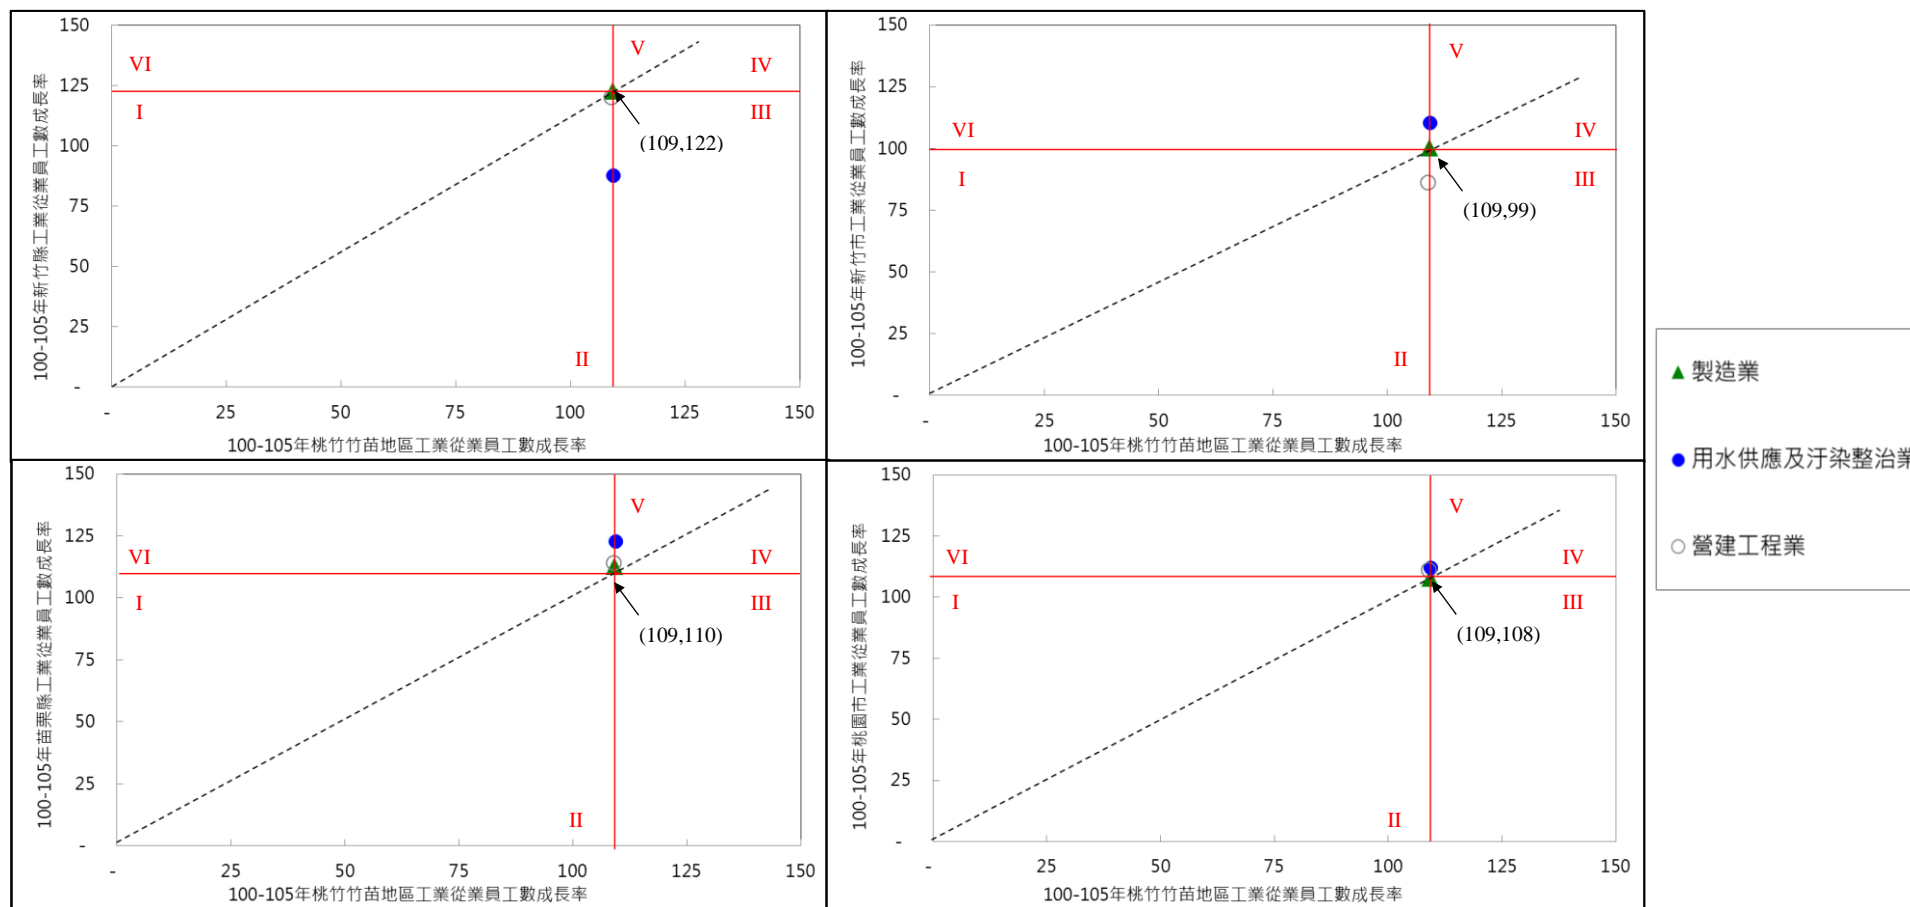 100-105年新竹縣工業從業員工數成長率
150
125
100
75
50
25
-
VI
V
IV
I
III
II
(109,122)
- 25 50 75 100 125 150
100-105年桃竹竹苗地區工業從業員工數成長率
100-105年新竹市工業從業員工數成長率
150
125
100
75
50
25
-
V
VI
IV
I
III
II
(109,99)
- 25 50 75 100 125 150
100-105年桃竹竹苗地區工業從業員工數成長率
100-105年苗栗縣工業從業員工數成長率
150
125
100
75
50
25
-
V
VI
IV
I
III
II
(109,110)
- 25 50 75 100 125 150
100-105年桃竹竹苗地區工業從業員工數成長率
100-105年桃園市工業從業員工數成長率
150
125
100
75
50
25
-
V
VI
IV
I
III
II
(109,108)
- 25 50 75 100 125 150
100-105年桃竹竹苗地區工業從業員工數成長率
製造業
用水供應及汙染整治業
營建工程業